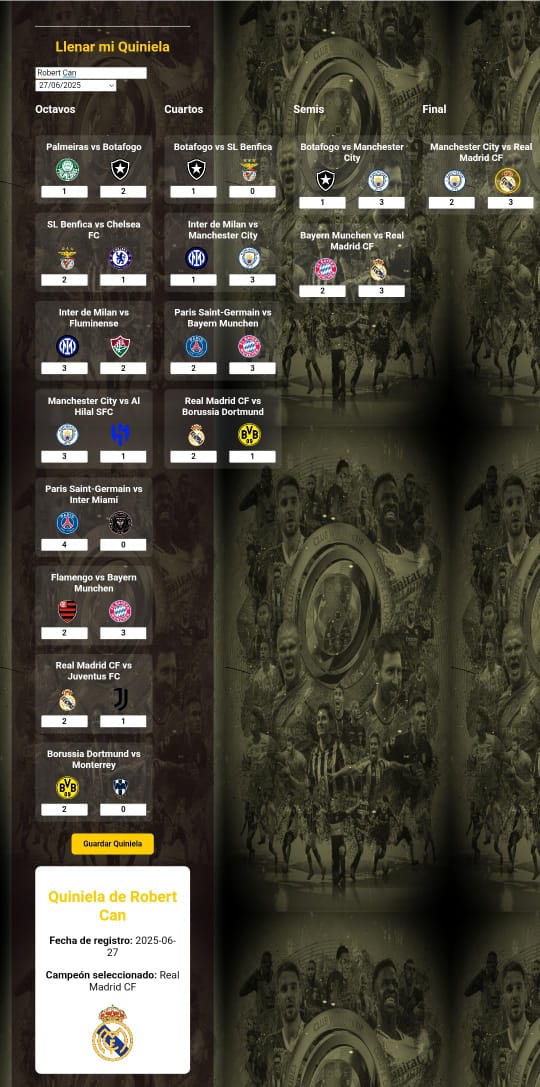 Llenar mi Quiniela
Robert Can
27/06/2025
Octavos
Palmeiras vs Botafogo
1 2
SL Benfica vs Chelsea
FC
2 1
Inter de Milan vs
Fluminense
3 2
Manchester City vs Al
Hilal SFC
3 1
Paris Saint-Germain vs
Inter Miami
4 0
Flamengo vs Bayern
Munchen
2 3
Real Madrid CF vs
Juventus FC
2 1
Borussia Dortmund vs
Monterrey
2 0
Cuartos
Botafogo vs SL Benfica
1 0
Inter de Milan vs
Manchester City
1 3
Paris Saint-Germain vs
Bayern Munchen
2 3
Real Madrid CF vs
Borussia Dortmund
2 1
Semis
Botafogo vs Manchester
City
1 3
Bayern Munchen vs Real
Madrid CF
2 3
Final
Manchester City vs Real
Madrid CF
2 3
Guardar Quiniela
Quiniela de Robert
Can
Fecha de registro: 2025-06-
27
Campeón seleccionado: Real
Madrid CF